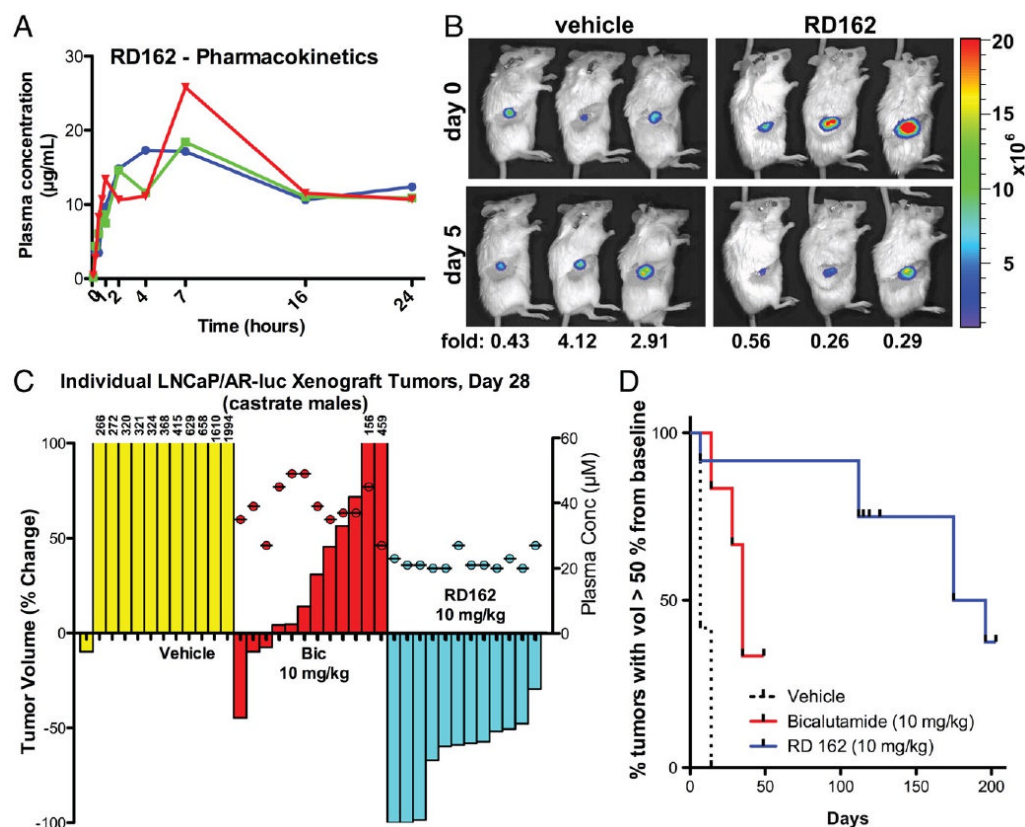 A
RD162 - Pharmacokinetics
Plasma concentration
(µg/mL)
30
20
10
0
0
1
2
4
7
16
24
Time (hours)
B
vehicle
RD162
day 0
day 5
20
15
10
5
x10⁶
fold: 0.43 4.12 2.91 0.56 0.26 0.29
C
Individual LNCaP/AR-luc Xenograft Tumors, Day 28
(castrate males)
266
272
320
321
324
368
415
629
658
1610
1994
156
459
Tumor Volume (% Change)
100
50
0
-50
-100
60
40
20
0
Plasma Conc (µM)
Vehicle
Bic
10 mg/kg
RD162
10 mg/kg
D
% tumors with vol > 50 % from baseline
100
0
Vehicle
Bicalutamide (10 mg/kg)
RD 162 (10 mg/kg)
0
50
100
150
200
Days